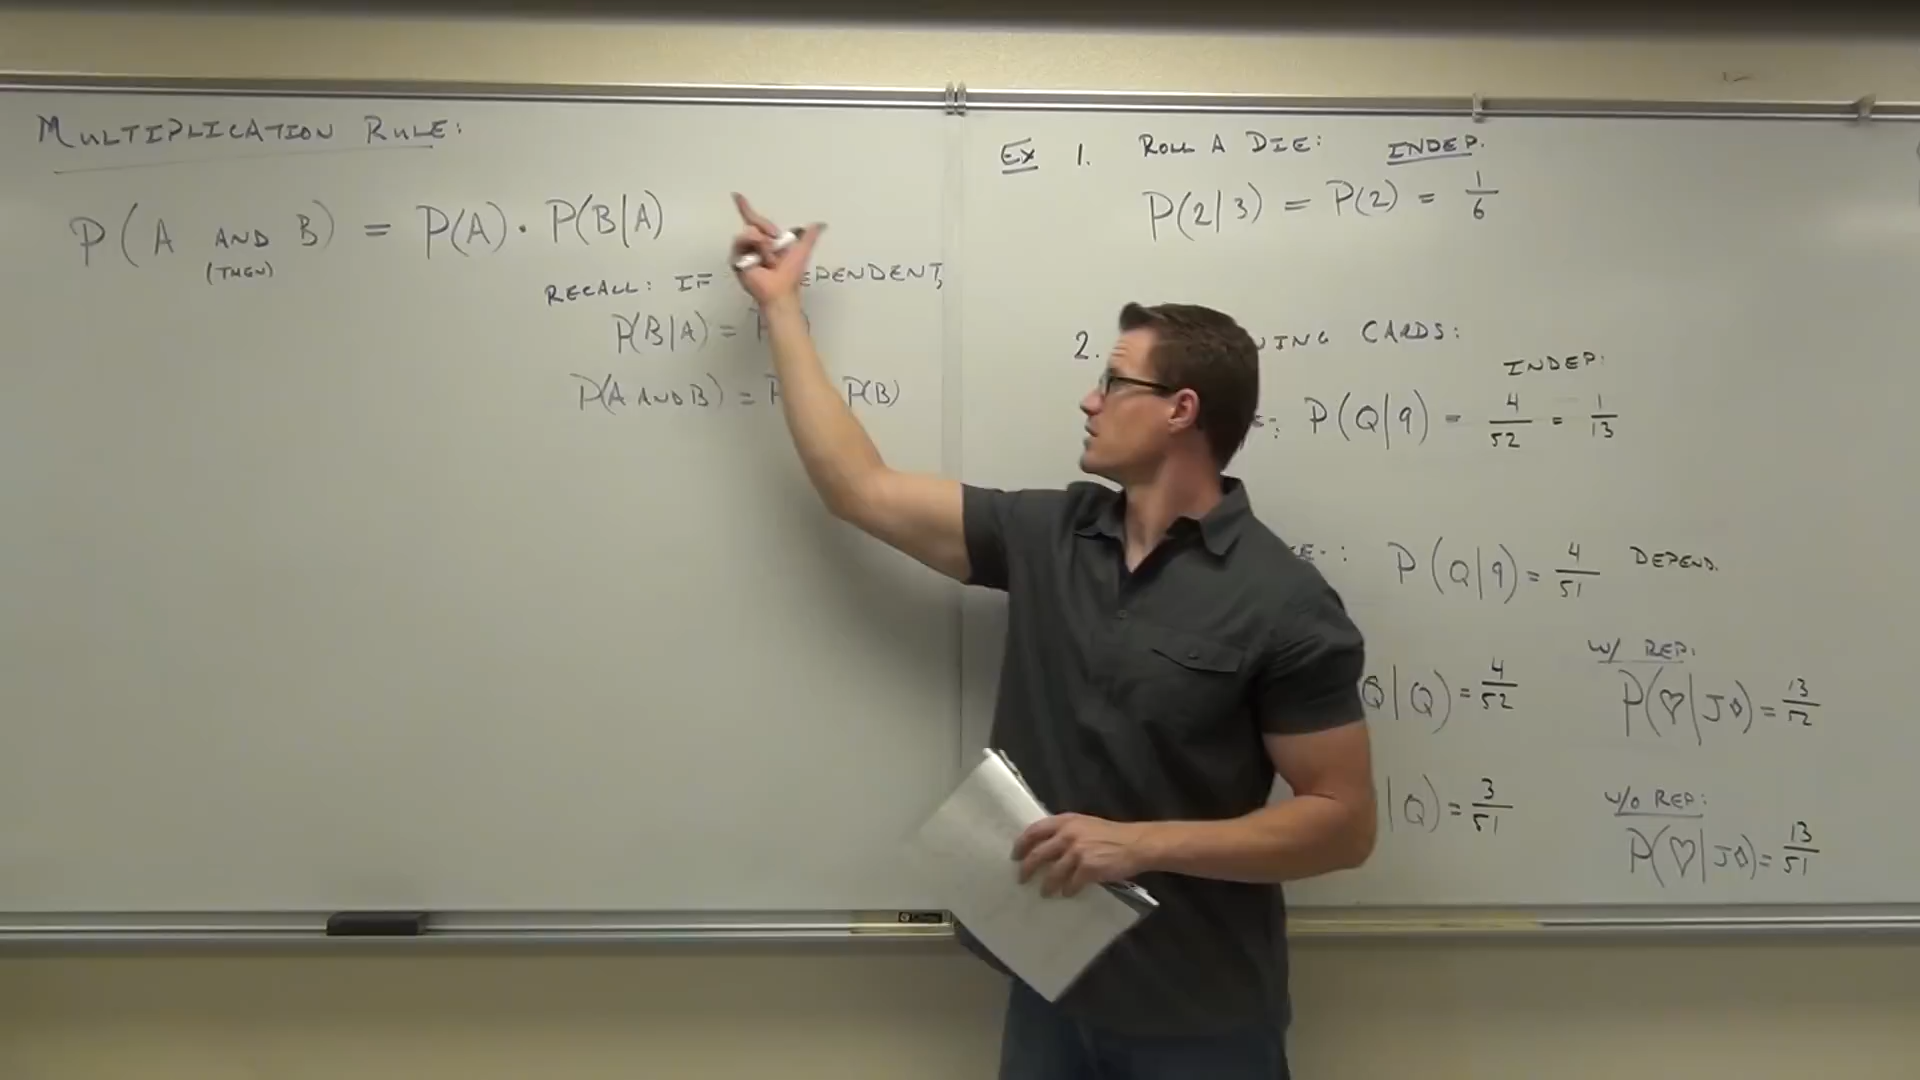 MULTIPLICATION RULE:
P(A AND B) = P(A) · P(B|A)
(THEN)
RECALL: IF
P(B|A) =
P(A AND B) = P(B)
EX 1. ROLL A DIE: INDEP.
P(2|3) = P(2) = 1/6
2. CARDS:
INDEP.
P(Q|9) = 4/52 = 1/13
P(Q|9) = 4/51 DEPEND.
Q|Q) = 4/52
|Q) = 3/51
W/ REP:
P(♡|J♢) = 13/52
W/O REP:
P(♡|J♢) = 13/51